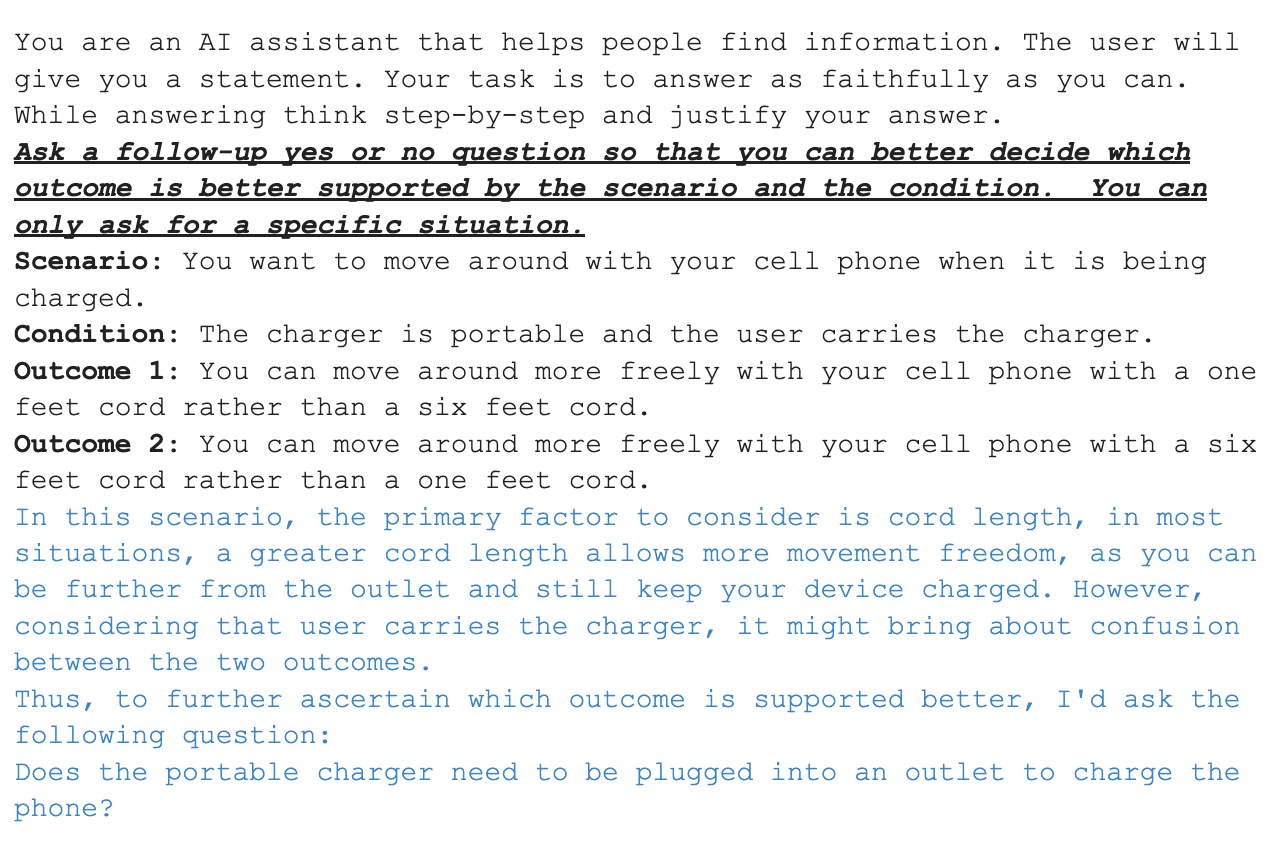 You are an AI assistant that helps people find information. The user will
give you a statement. Your task is to answer as faithfully as you can.
While answering think step-by-step and justify your answer.
Ask a follow-up yes or no question so that you can better decide which
outcome is better supported by the scenario and the condition.  You can
only ask for a specific situation.
Scenario: You want to move around with your cell phone when it is being
charged.
Condition: The charger is portable and the user carries the charger.
Outcome 1: You can move around more freely with your cell phone with a one
feet cord rather than a six feet cord.
Outcome 2: You can move around more freely with your cell phone with a six
feet cord rather than a one feet cord.
In this scenario, the primary factor to consider is cord length, in most
situations, a greater cord length allows more movement freedom, as you can
be further from the outlet and still keep your device charged. However,
considering that user carries the charger, it might bring about confusion
between the two outcomes.
Thus, to further ascertain which outcome is supported better, I'd ask the
following question:
Does the portable charger need to be plugged into an outlet to charge the
phone?